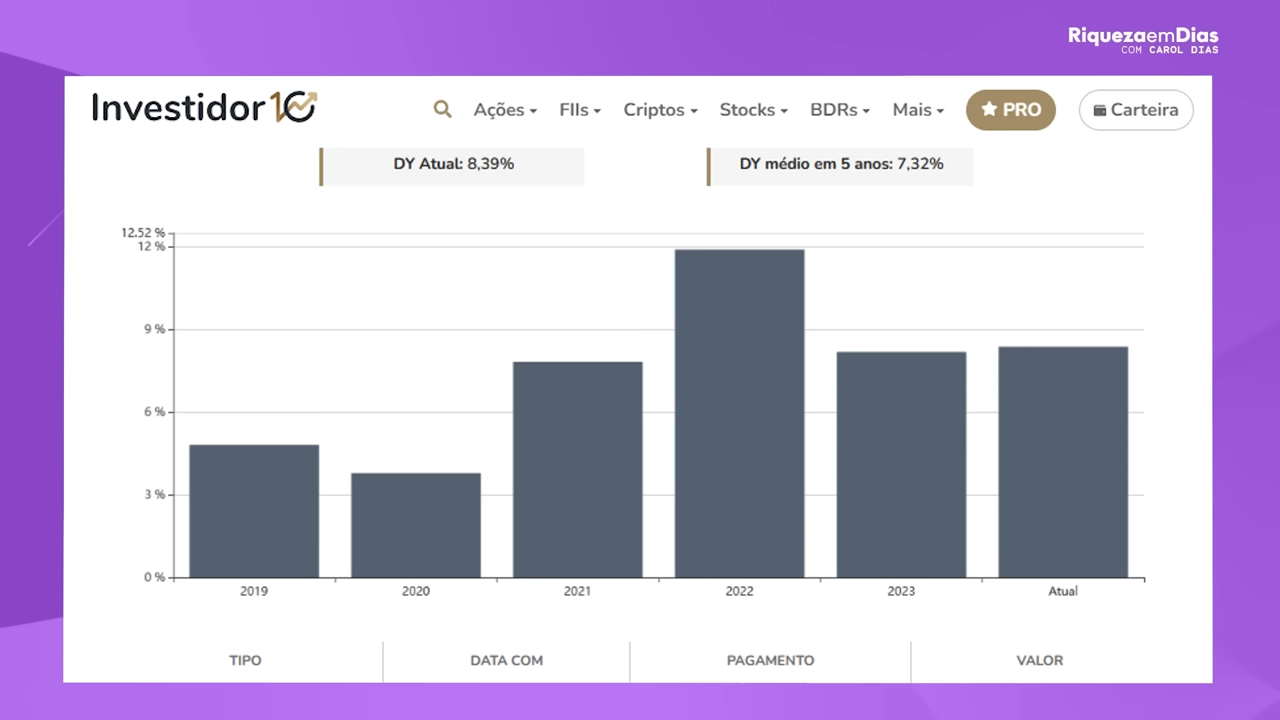 RiquezaemDias
COM CAROL DIAS
Investidor 10
Ações
FIIs
Criptos
Stocks
BDRs
Mais
PRO
Carteira
DY Atual: 8,39%
DY médio em 5 anos: 7,32%
12.52 %
12 %
9 %
6 %
3 %
0 %
2019
2020
2021
2022
2023
Atual
TIPO
DATA COM
PAGAMENTO
VALOR